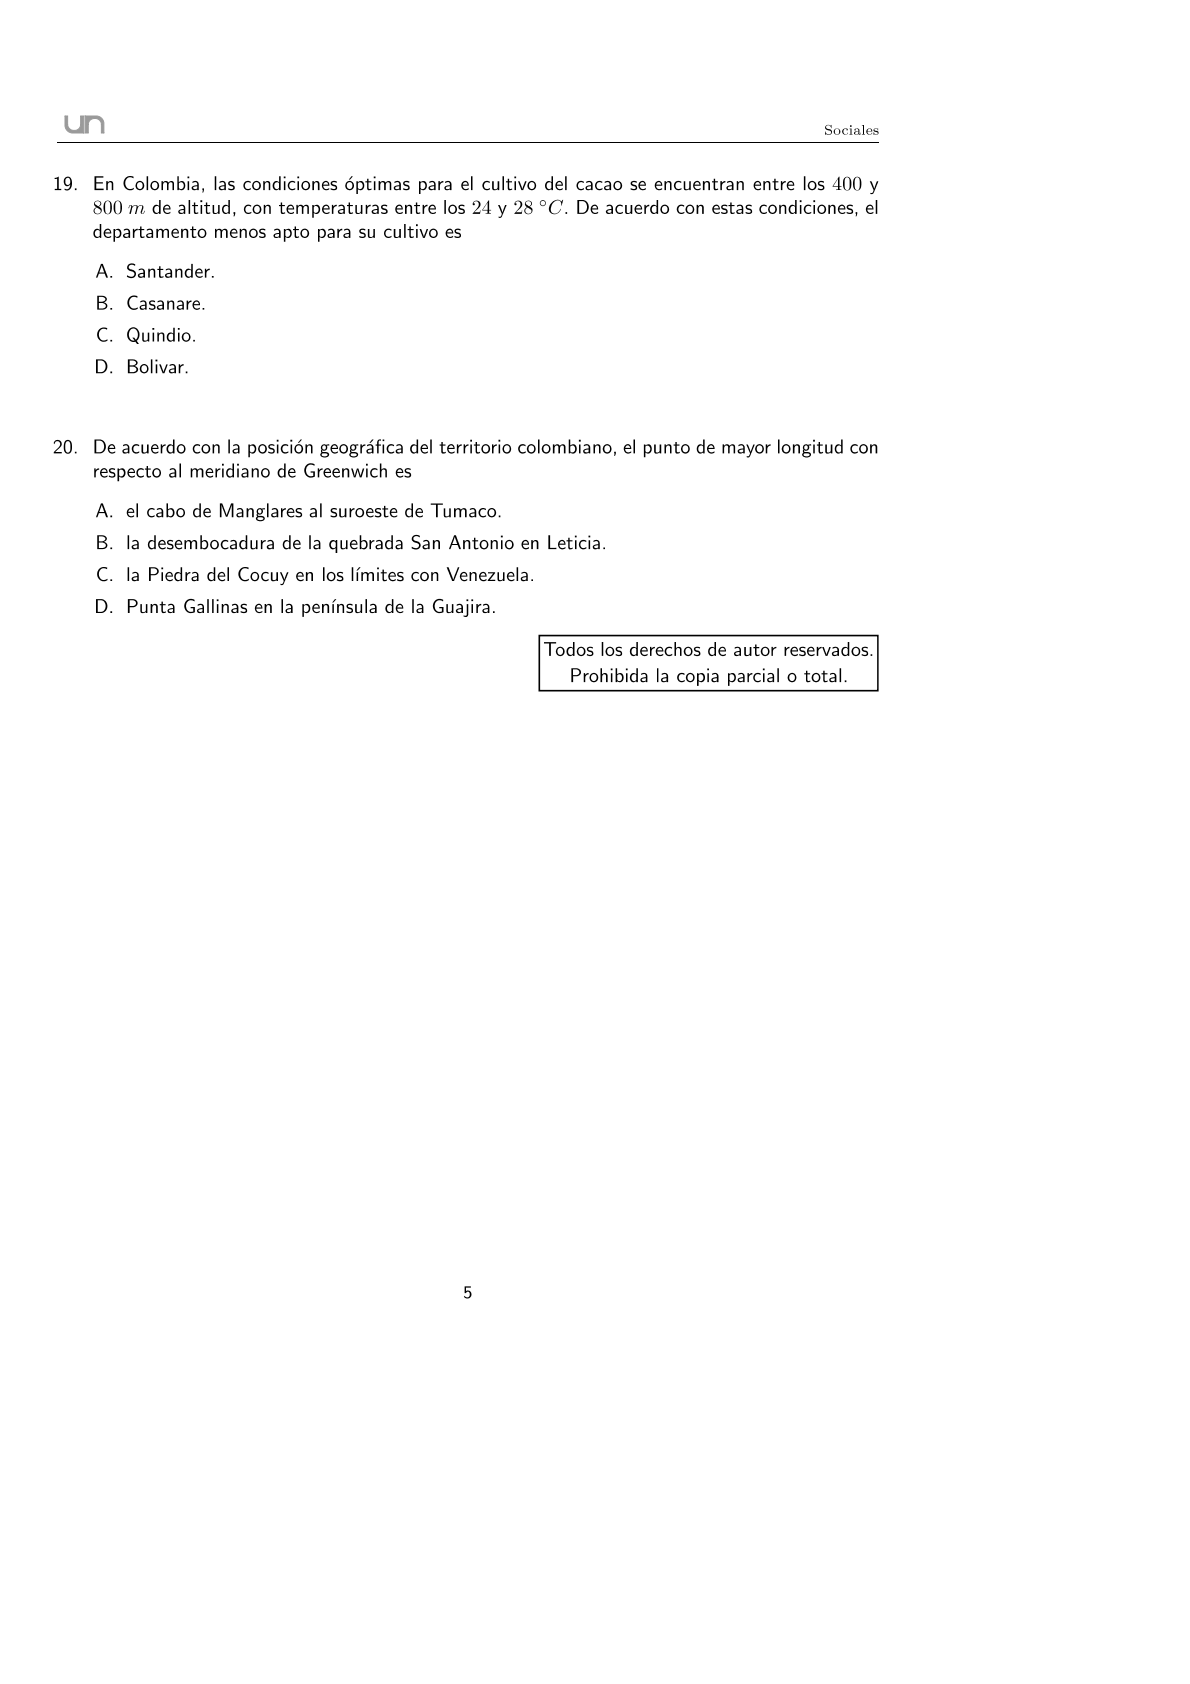 un
Sociales
19. En Colombia, las condiciones óptimas para el cultivo del cacao se encuentran entre los 400 y
800 m de altitud, con temperaturas entre los 24 y 28 °C. De acuerdo con estas condiciones, el
departamento menos apto para su cultivo es
A. Santander.
B. Casanare.
C. Quindio.
D. Bolivar.
20. De acuerdo con la posición geográfica del territorio colombiano, el punto de mayor longitud con
respecto al meridiano de Greenwich es
A. el cabo de Manglares al suroeste de Tumaco.
B. la desembocadura de la quebrada San Antonio en Leticia.
C. la Piedra del Cocuy en los límites con Venezuela.
D. Punta Gallinas en la península de la Guajira.
Todos los derechos de autor reservados.
Prohibida la copia parcial o total.
5